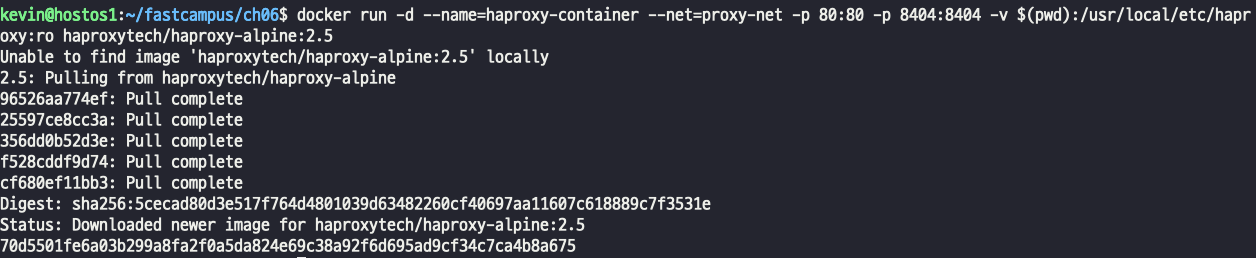 kevin@hostos1:~/fastcampus/ch06$ docker run -d --name=haproxy-container --net=proxy-net -p 80:80 -p 8404:8404 -v $(pwd):/usr/local/etc/hapr
oxy:ro haproxytech/haproxy-alpine:2.5
Unable to find image 'haproxytech/haproxy-alpine:2.5' locally
2.5: Pulling from haproxytech/haproxy-alpine
96526aa774ef: Pull complete
25597ce8cc3a: Pull complete
356dd0b52d3e: Pull complete
f528cddf9d74: Pull complete
cf680ef11bb3: Pull complete
Digest: sha256:5cecad80d3e517f764d4801039d63482260cf40697aa11607c618889c7f3531e
Status: Downloaded newer image for haproxytech/haproxy-alpine:2.5
70d5501fe6a03b299a8fa2f0a5da824e69c38a92f6d695ad9cf34c7ca4b8a675